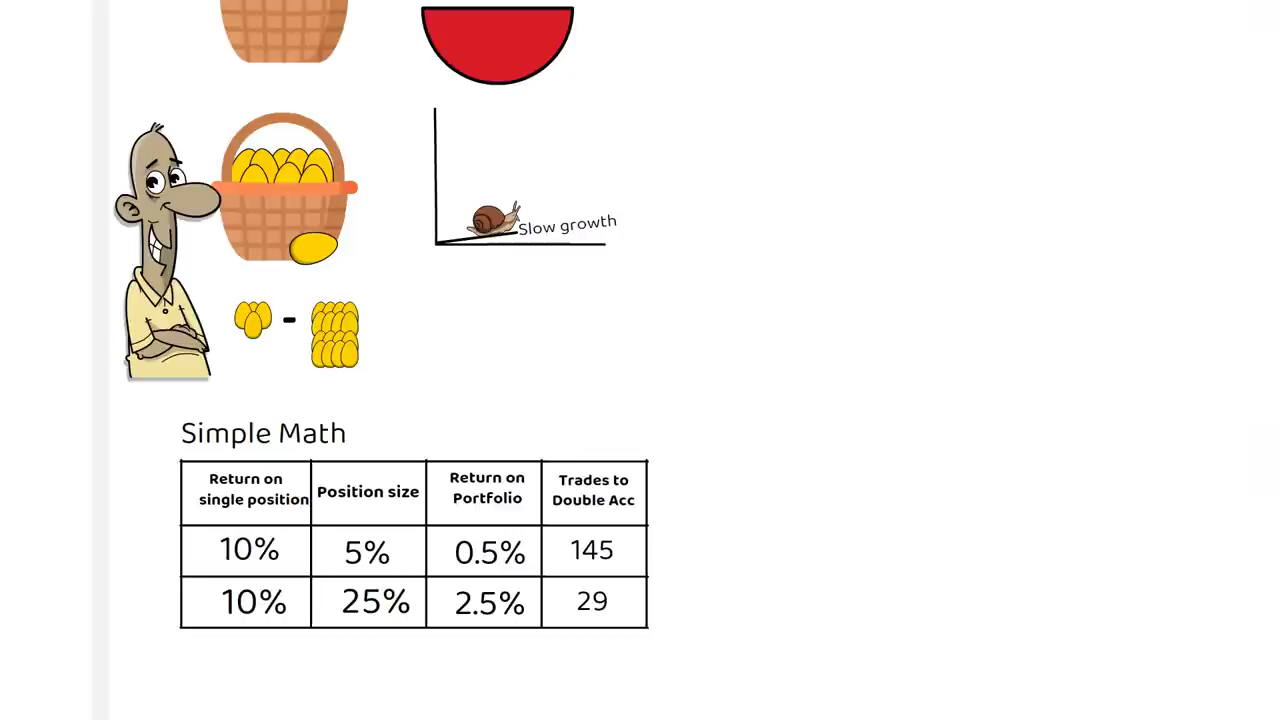 Slow growth
Simple Math
Return on single position | Position size | Return on Portfolio | Trades to Double Acc
10% | 5% | 0.5% | 145
10% | 25% | 2.5% | 29